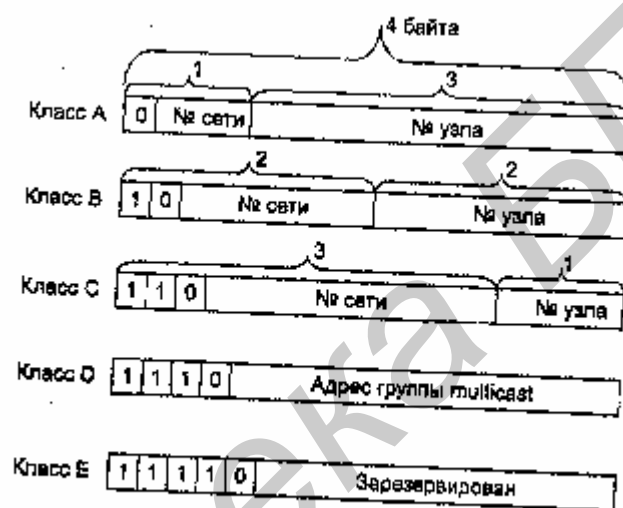 4 байта
1 3
Класс A 0 № сети № узла
2 2
Класс B 1 0 № сети № узла
3 1
Класс C 1 1 0 № сети № узла
Класс D 1 1 1 0 Адрес группы multicast
Класс E 1 1 1 1 0 Зарезервирован
ека Б